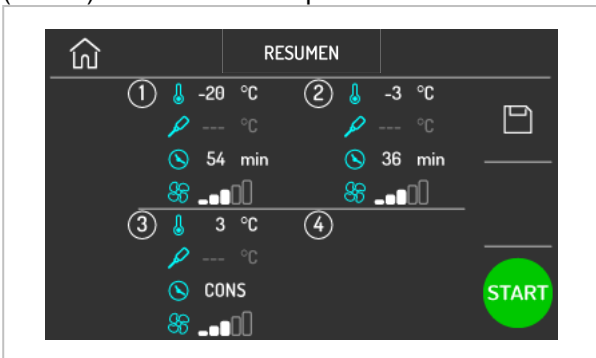 RESUMEN
1 -20 °C 2 -3 °C
--- °C --- °C
54 min 36 min
3 3 °C 4
--- °C
CONS
START